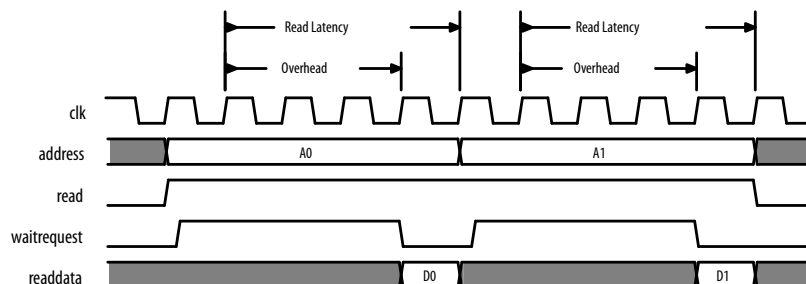 Read Latency Read Latency
Overhead Overhead
clk
address A0 A1
read
waitrequest
readdata D0 D1